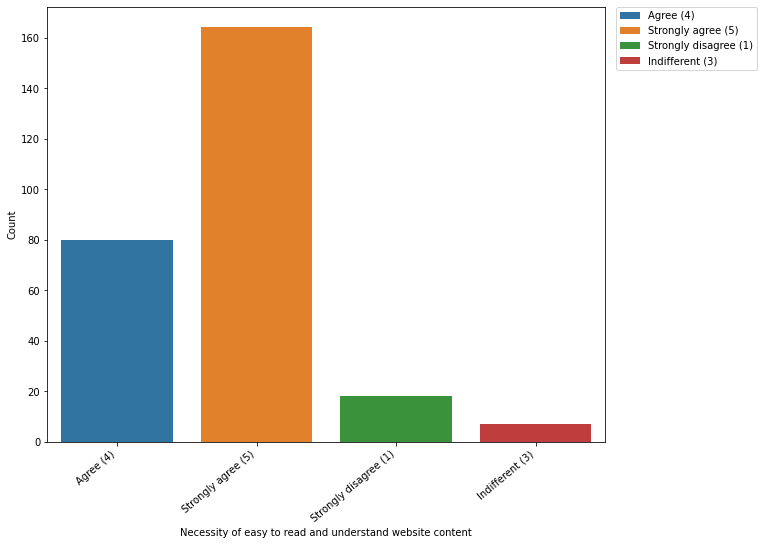 160
140
120
100
80
60
40
20
0
Count
Agree (4)
Strongly agree (5)
Strongly disagree (1)
Indifferent (3)
Necessity of easy to read and understand website content
Agree (4)
Strongly agree (5)
Strongly disagree (1)
Indifferent (3)